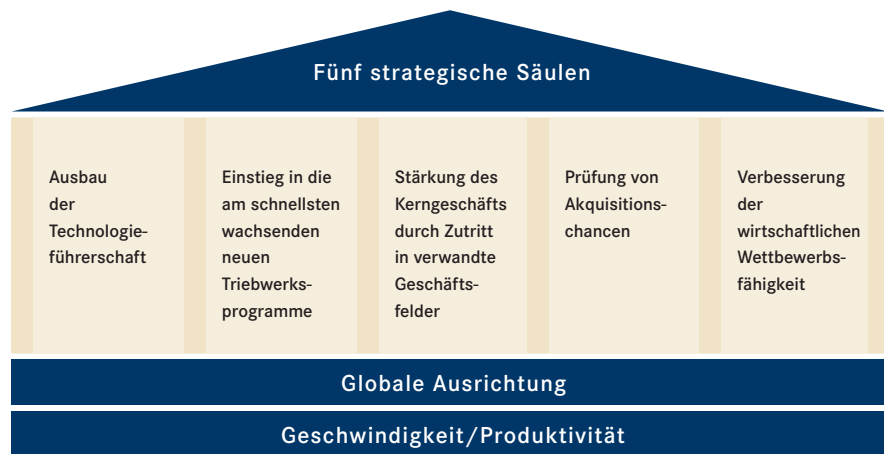 Fünf strategische Säulen
Ausbau
der
Technologie-
führerschaft
Einstieg in die
am schnellsten
wachsenden
neuen
Triebwerks-
programme
Stärkung des
Kerngeschäfts
durch Zutritt
in verwandte
Geschäfts-
felder
Prüfung von
Akquisitions-
chancen
Verbesserung
der
wirtschaftlichen
Wettbewerbs-
fähigkeit
Globale Ausrichtung
Geschwindigkeit/Produktivität